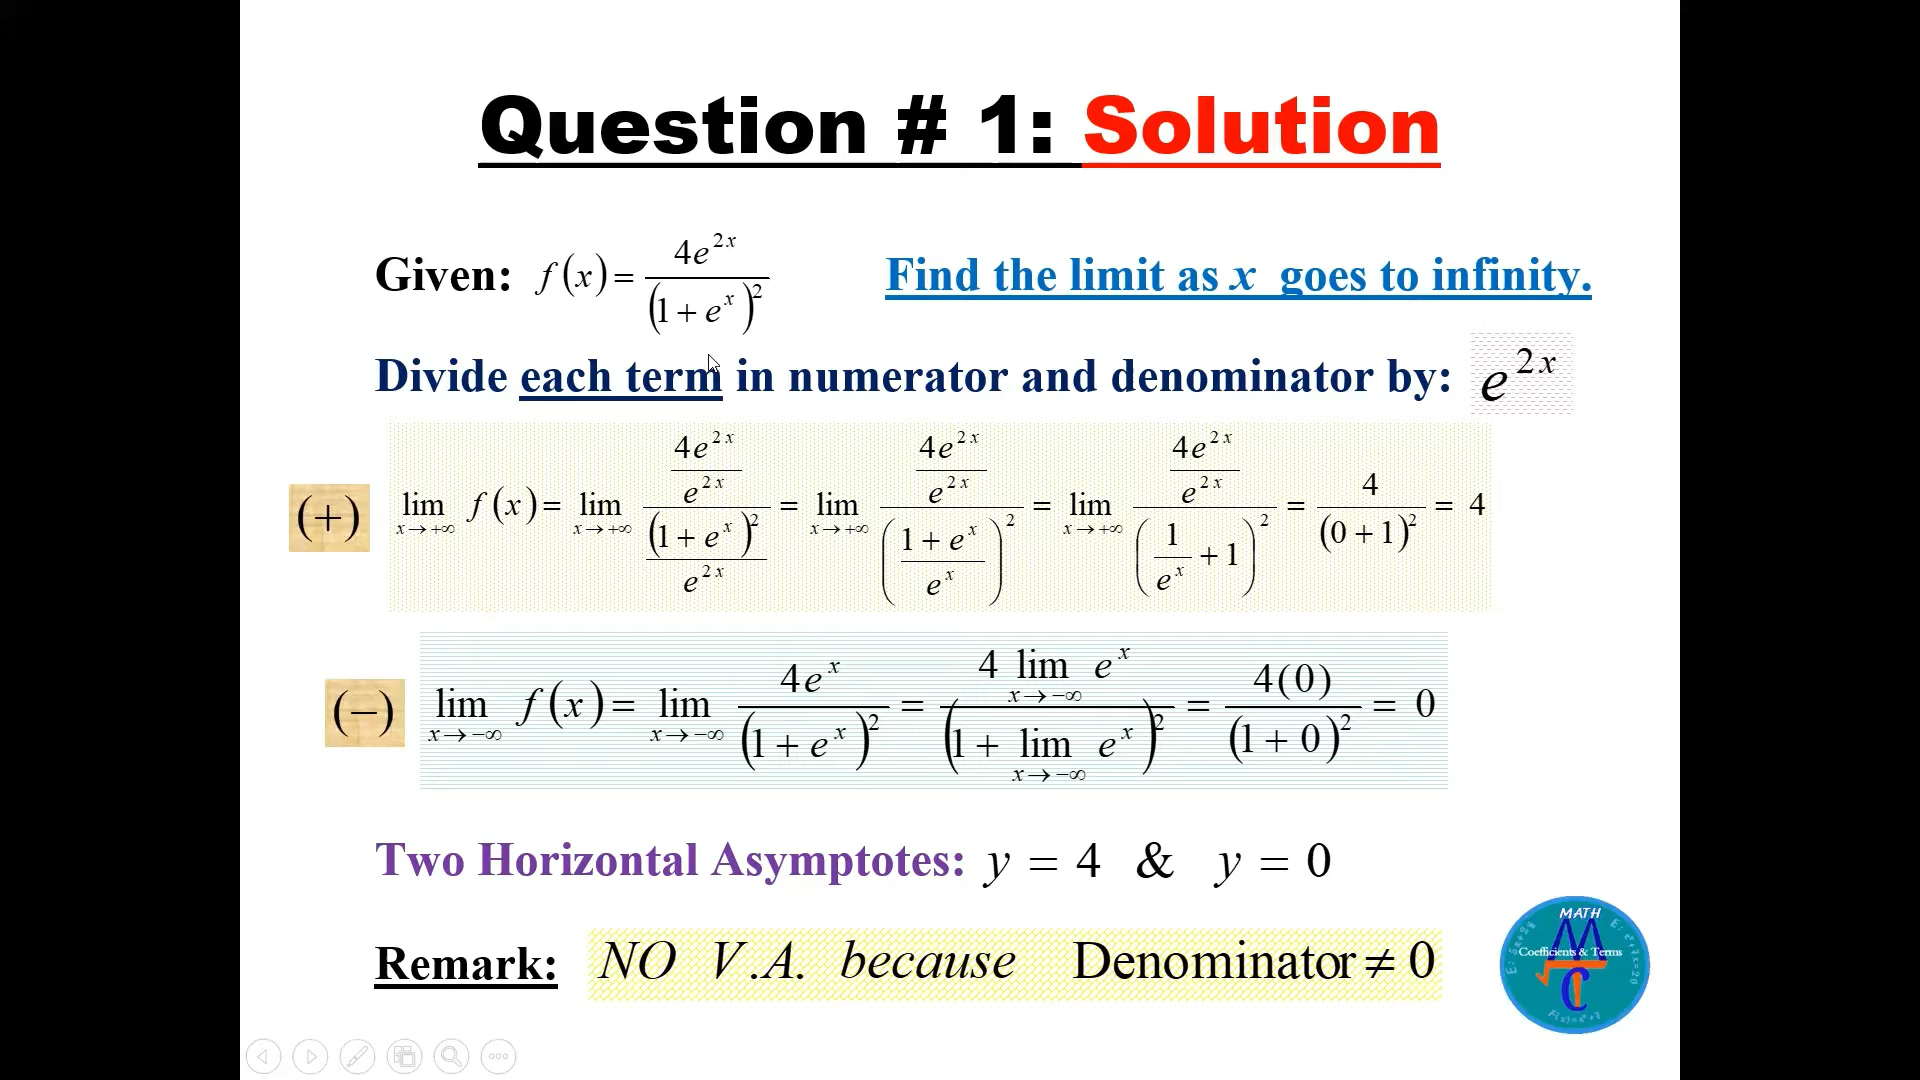 Question # 1: Solution
Given: f(x) = 4e^{2x} / (1 + e^x)^2 Find the limit as x goes to infinity.
Divide each term in numerator and denominator by: e^{2x}
(+) lim_{x→+∞} f(x) = lim_{x→+∞} (4e^{2x} / e^{2x}) / ((1 + e^x)^2 / e^{2x}) = lim_{x→+∞} (4e^{2x} / e^{2x}) / ((1 + e^x) / e^x)^2 = lim_{x→+∞} (4e^{2x} / e^{2x}) / (1/e^x + 1)^2 = 4 / (0 + 1)^2 = 4
(−) lim_{x→−∞} f(x) = lim_{x→−∞} 4e^x / (1 + e^x)^2 = 4 lim_{x→−∞} e^x / (1 + lim_{x→−∞} e^x)^2 = 4(0) / (1 + 0)^2 = 0
Two Horizontal Asymptotes: y = 4 & y = 0
Remark: NO V.A. because Denominator ≠ 0
MATH
Coefficients & Terms